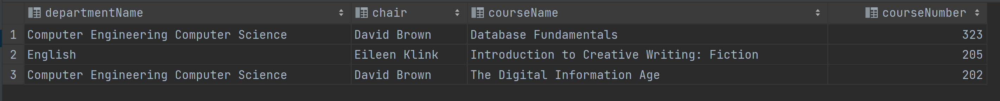 departmentName chair courseName courseNumber
1 Computer Engineering Computer Science David Brown Database Fundamentals 323
2 English Eileen Klink Introduction to Creative Writing: Fiction 205
3 Computer Engineering Computer Science David Brown The Digital Information Age 202